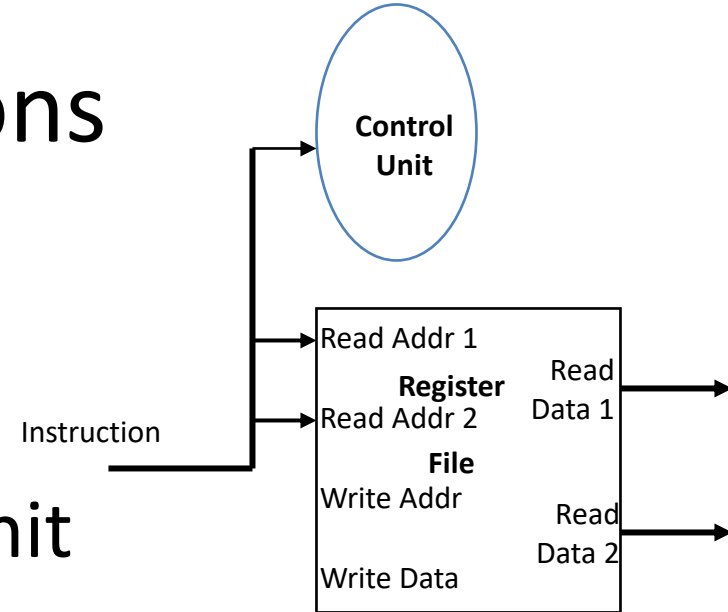 ons
Control
Unit
Read Addr 1
Register
Read
Data 1
Read Addr 2
Instruction
File
Write Addr
nit
Read
Data 2
Write Data